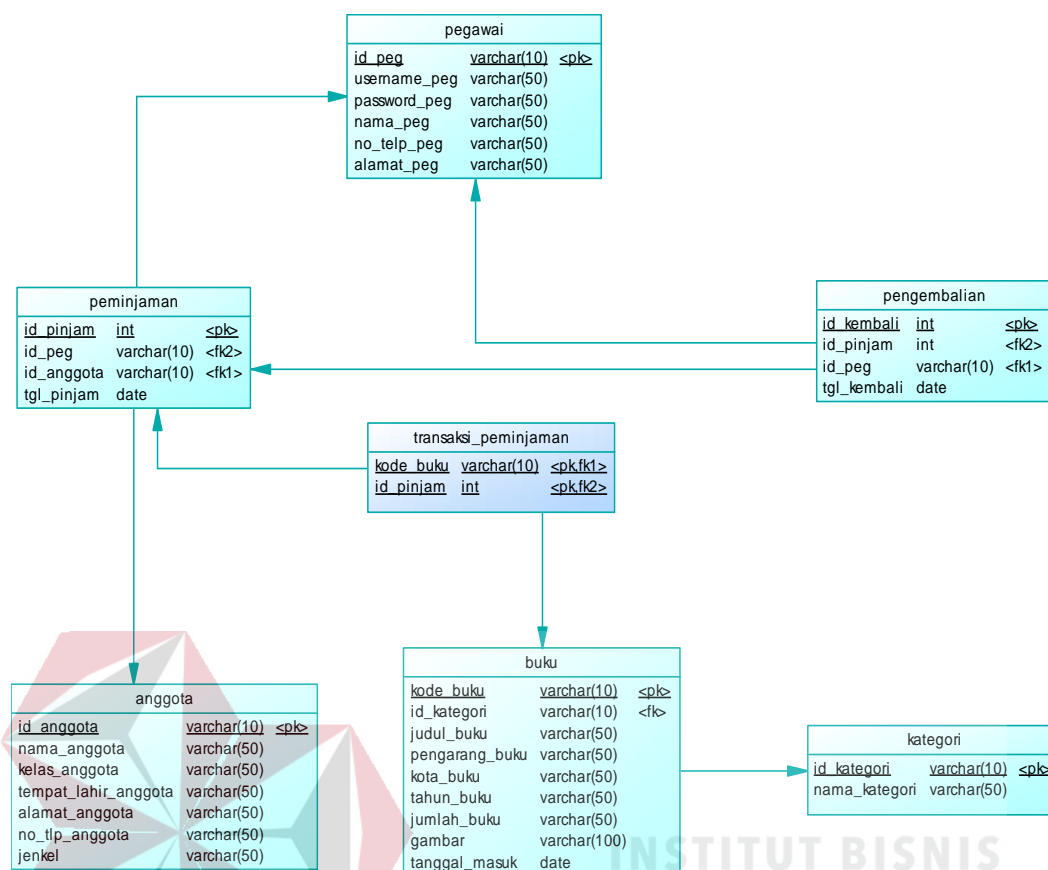 pegawai
id_peg varchar(10) <pk>
username_peg varchar(50)
password_peg varchar(50)
nama_peg varchar(50)
no_telp_peg varchar(50)
alamat_peg varchar(50)
peminjaman
id_pinjam int <pk>
id_peg varchar(10) <fk2>
id_anggota varchar(10) <fk1>
tgl_pinjam date
pengembalian
id_kembali int <pk>
id_pinjam int <fk2>
id_peg varchar(10) <fk1>
tgl_kembali date
transaksi_peminjaman
kode_buku varchar(10) <pk,fk1>
id_pinjam int <pk,fk2>
anggota
id_anggota varchar(10) <pk>
nama_anggota varchar(50)
kelas_anggota varchar(50)
tempat_lahir_anggota varchar(50)
alamat_anggota varchar(50)
no_tlp_anggota varchar(50)
jenkel varchar(50)
buku
kode_buku varchar(10) <pk>
id_kategori varchar(10) <fk>
judul_buku varchar(50)
pengarang_buku varchar(50)
kota_buku varchar(50)
tahun_buku varchar(50)
jumlah_buku varchar(50)
gambar varchar(100)
tanggal_masuk date
kategori
id_kategori varchar(10) <pk>
nama_kategori varchar(50)
INSTITUT BISNIS